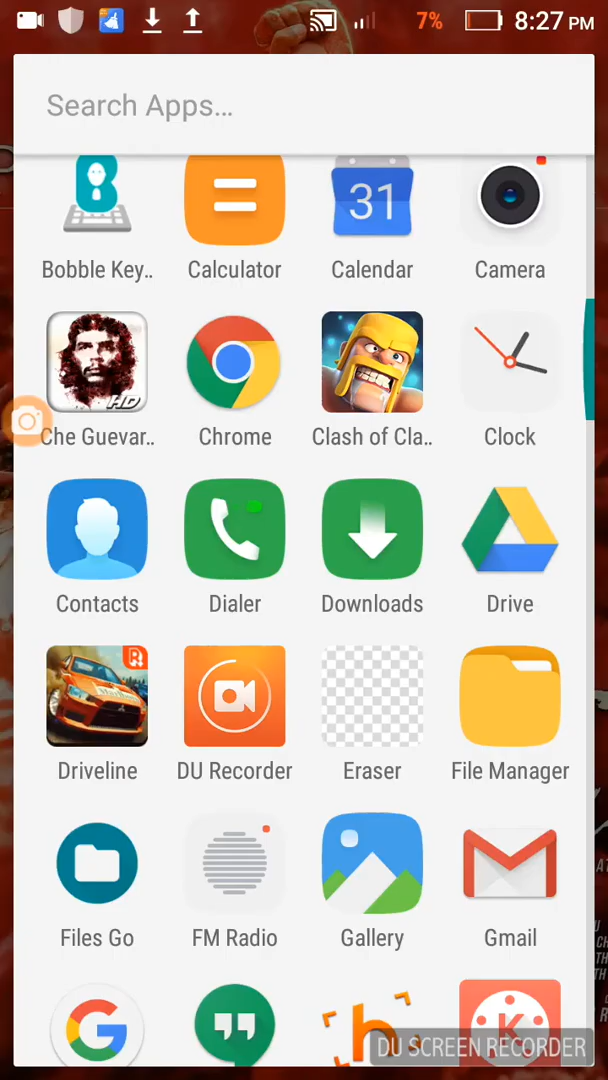 7% 8:27 PM
Search Apps...
31
Bobble Key.. Calculator Calendar Camera
HD
Che Guevar.. Chrome Clash of Cla.. Clock
Contacts Dialer Downloads Drive
R
Driveline DU Recorder Eraser File Manager
Files Go FM Radio Gallery Gmail
G h K
DU SCREEN RECORDER